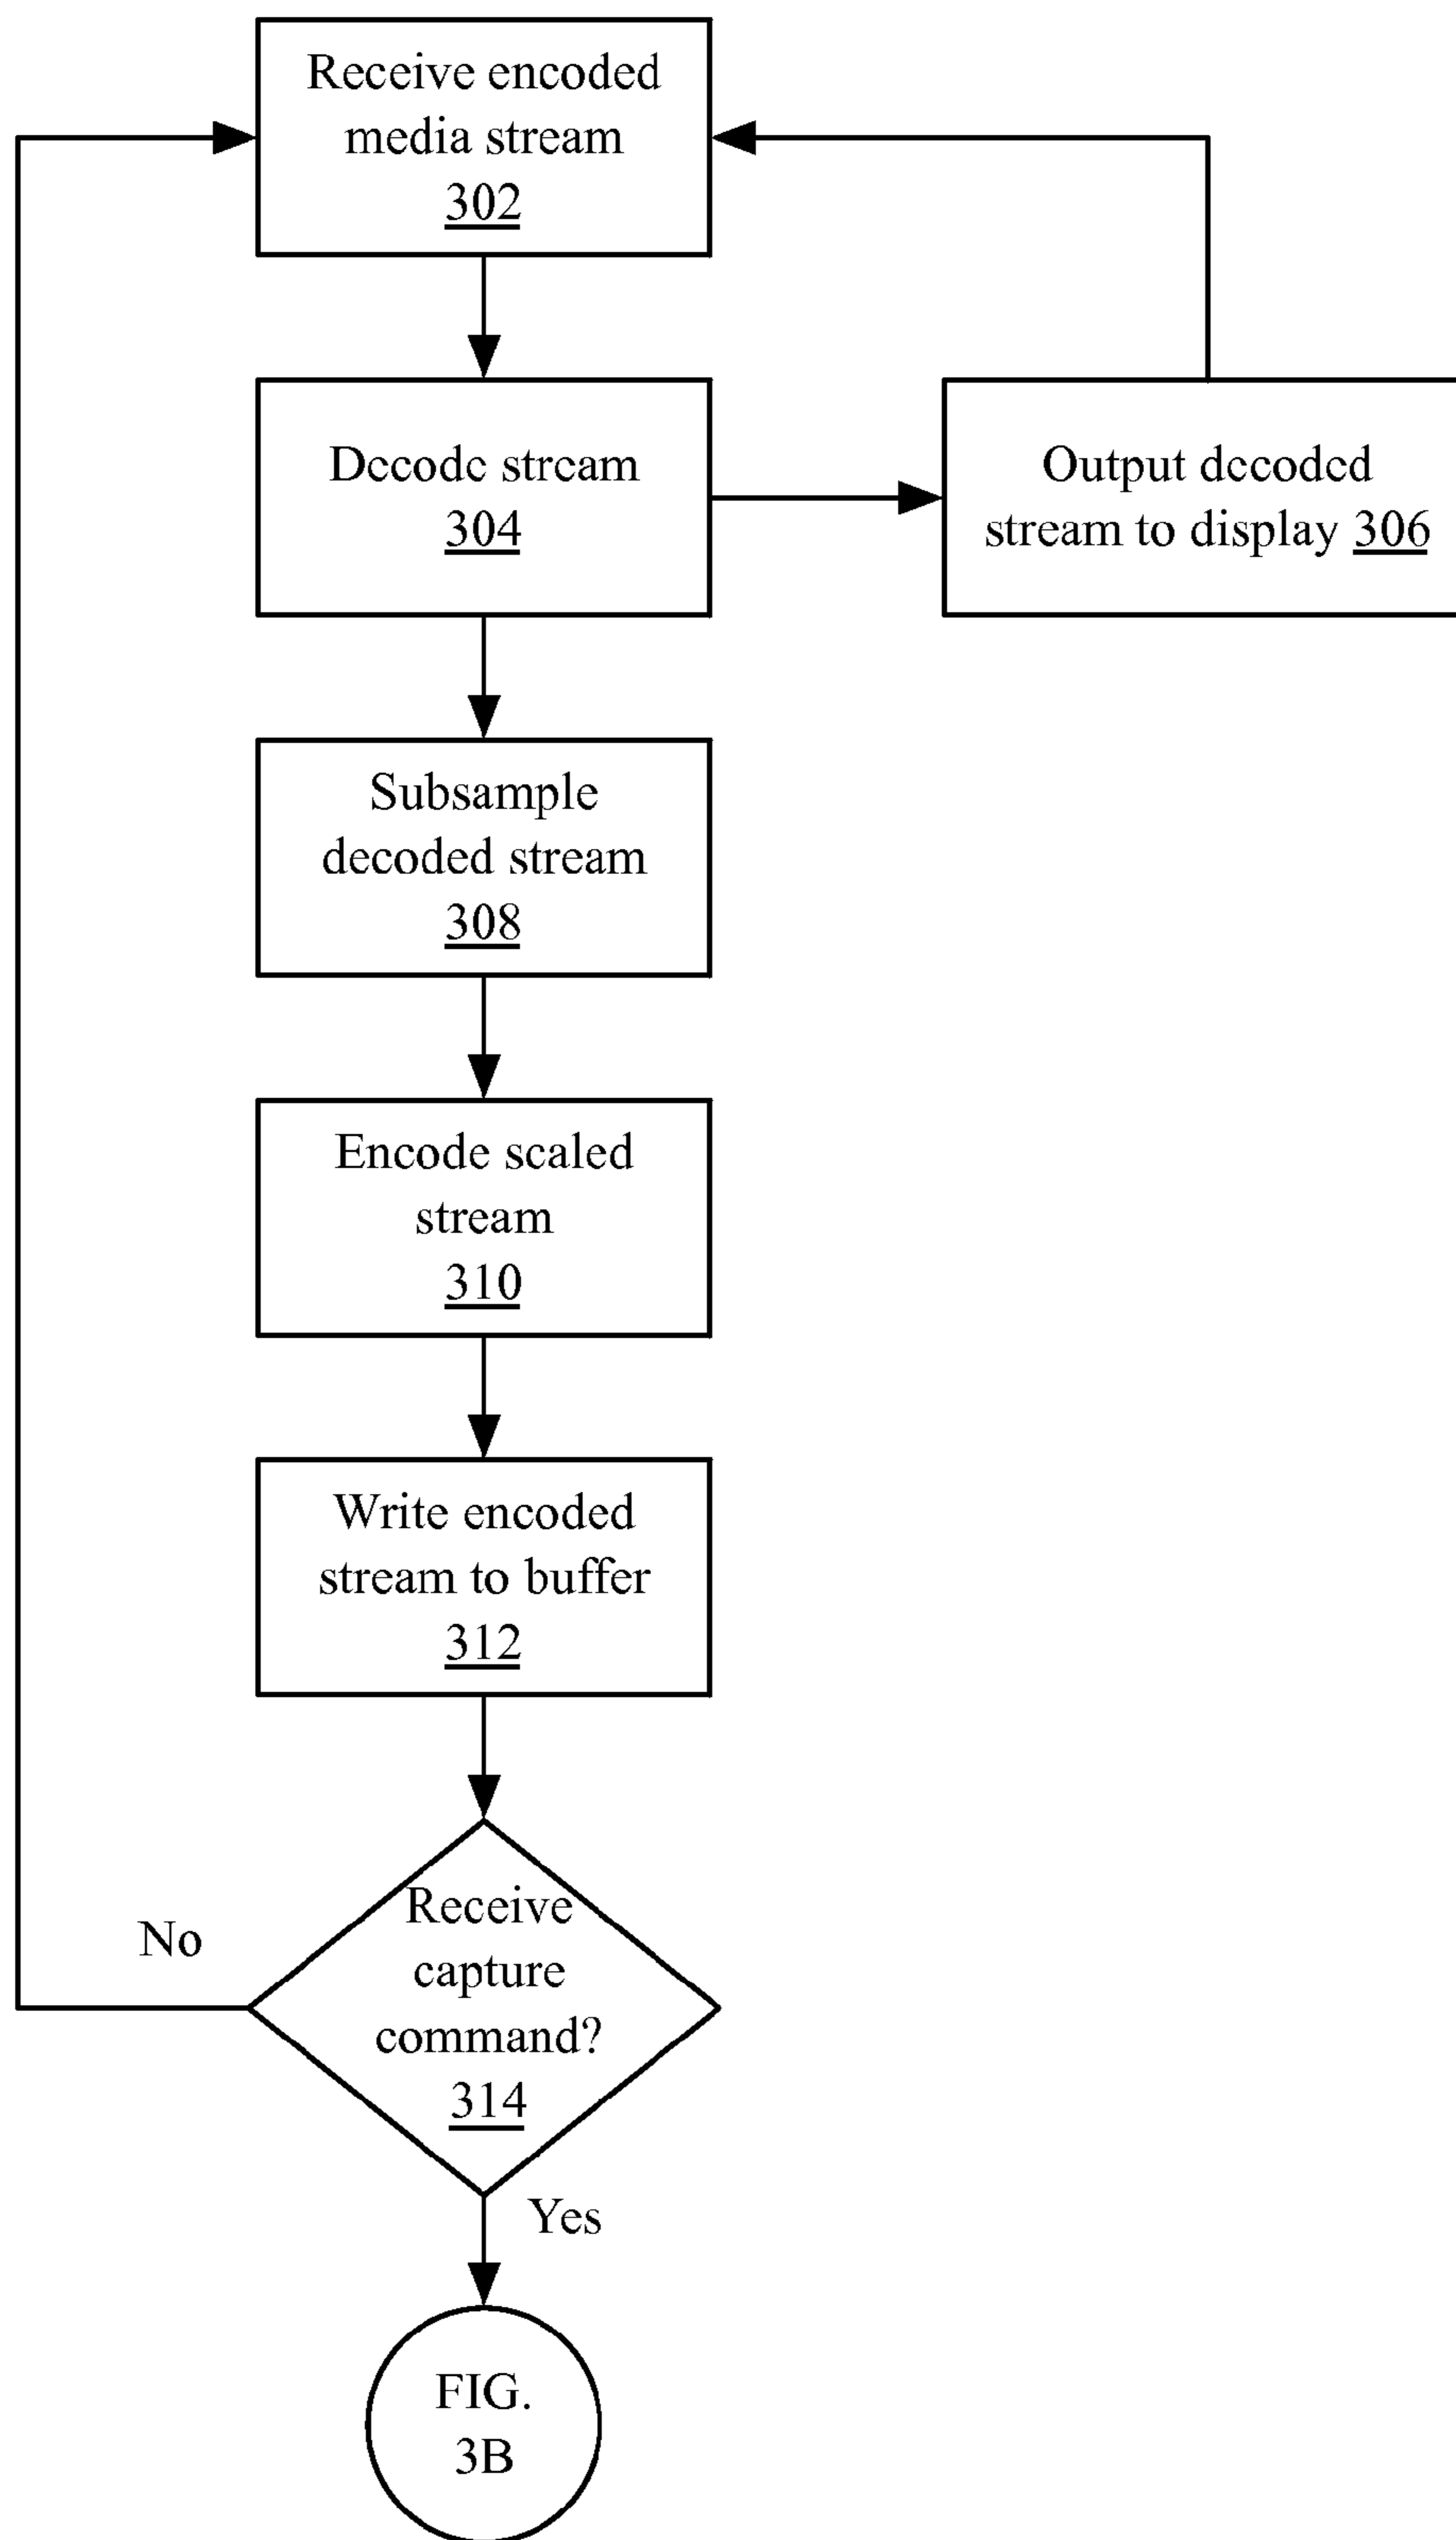 Receive encoded
media stream
302
Decode stream
304
Output decoded
stream to display 306
Subsample
decoded stream
308
Encode scaled
stream
310
Write encoded
stream to buffer
312
Receive
capture
command?
314
No
Yes
FIG.
3B